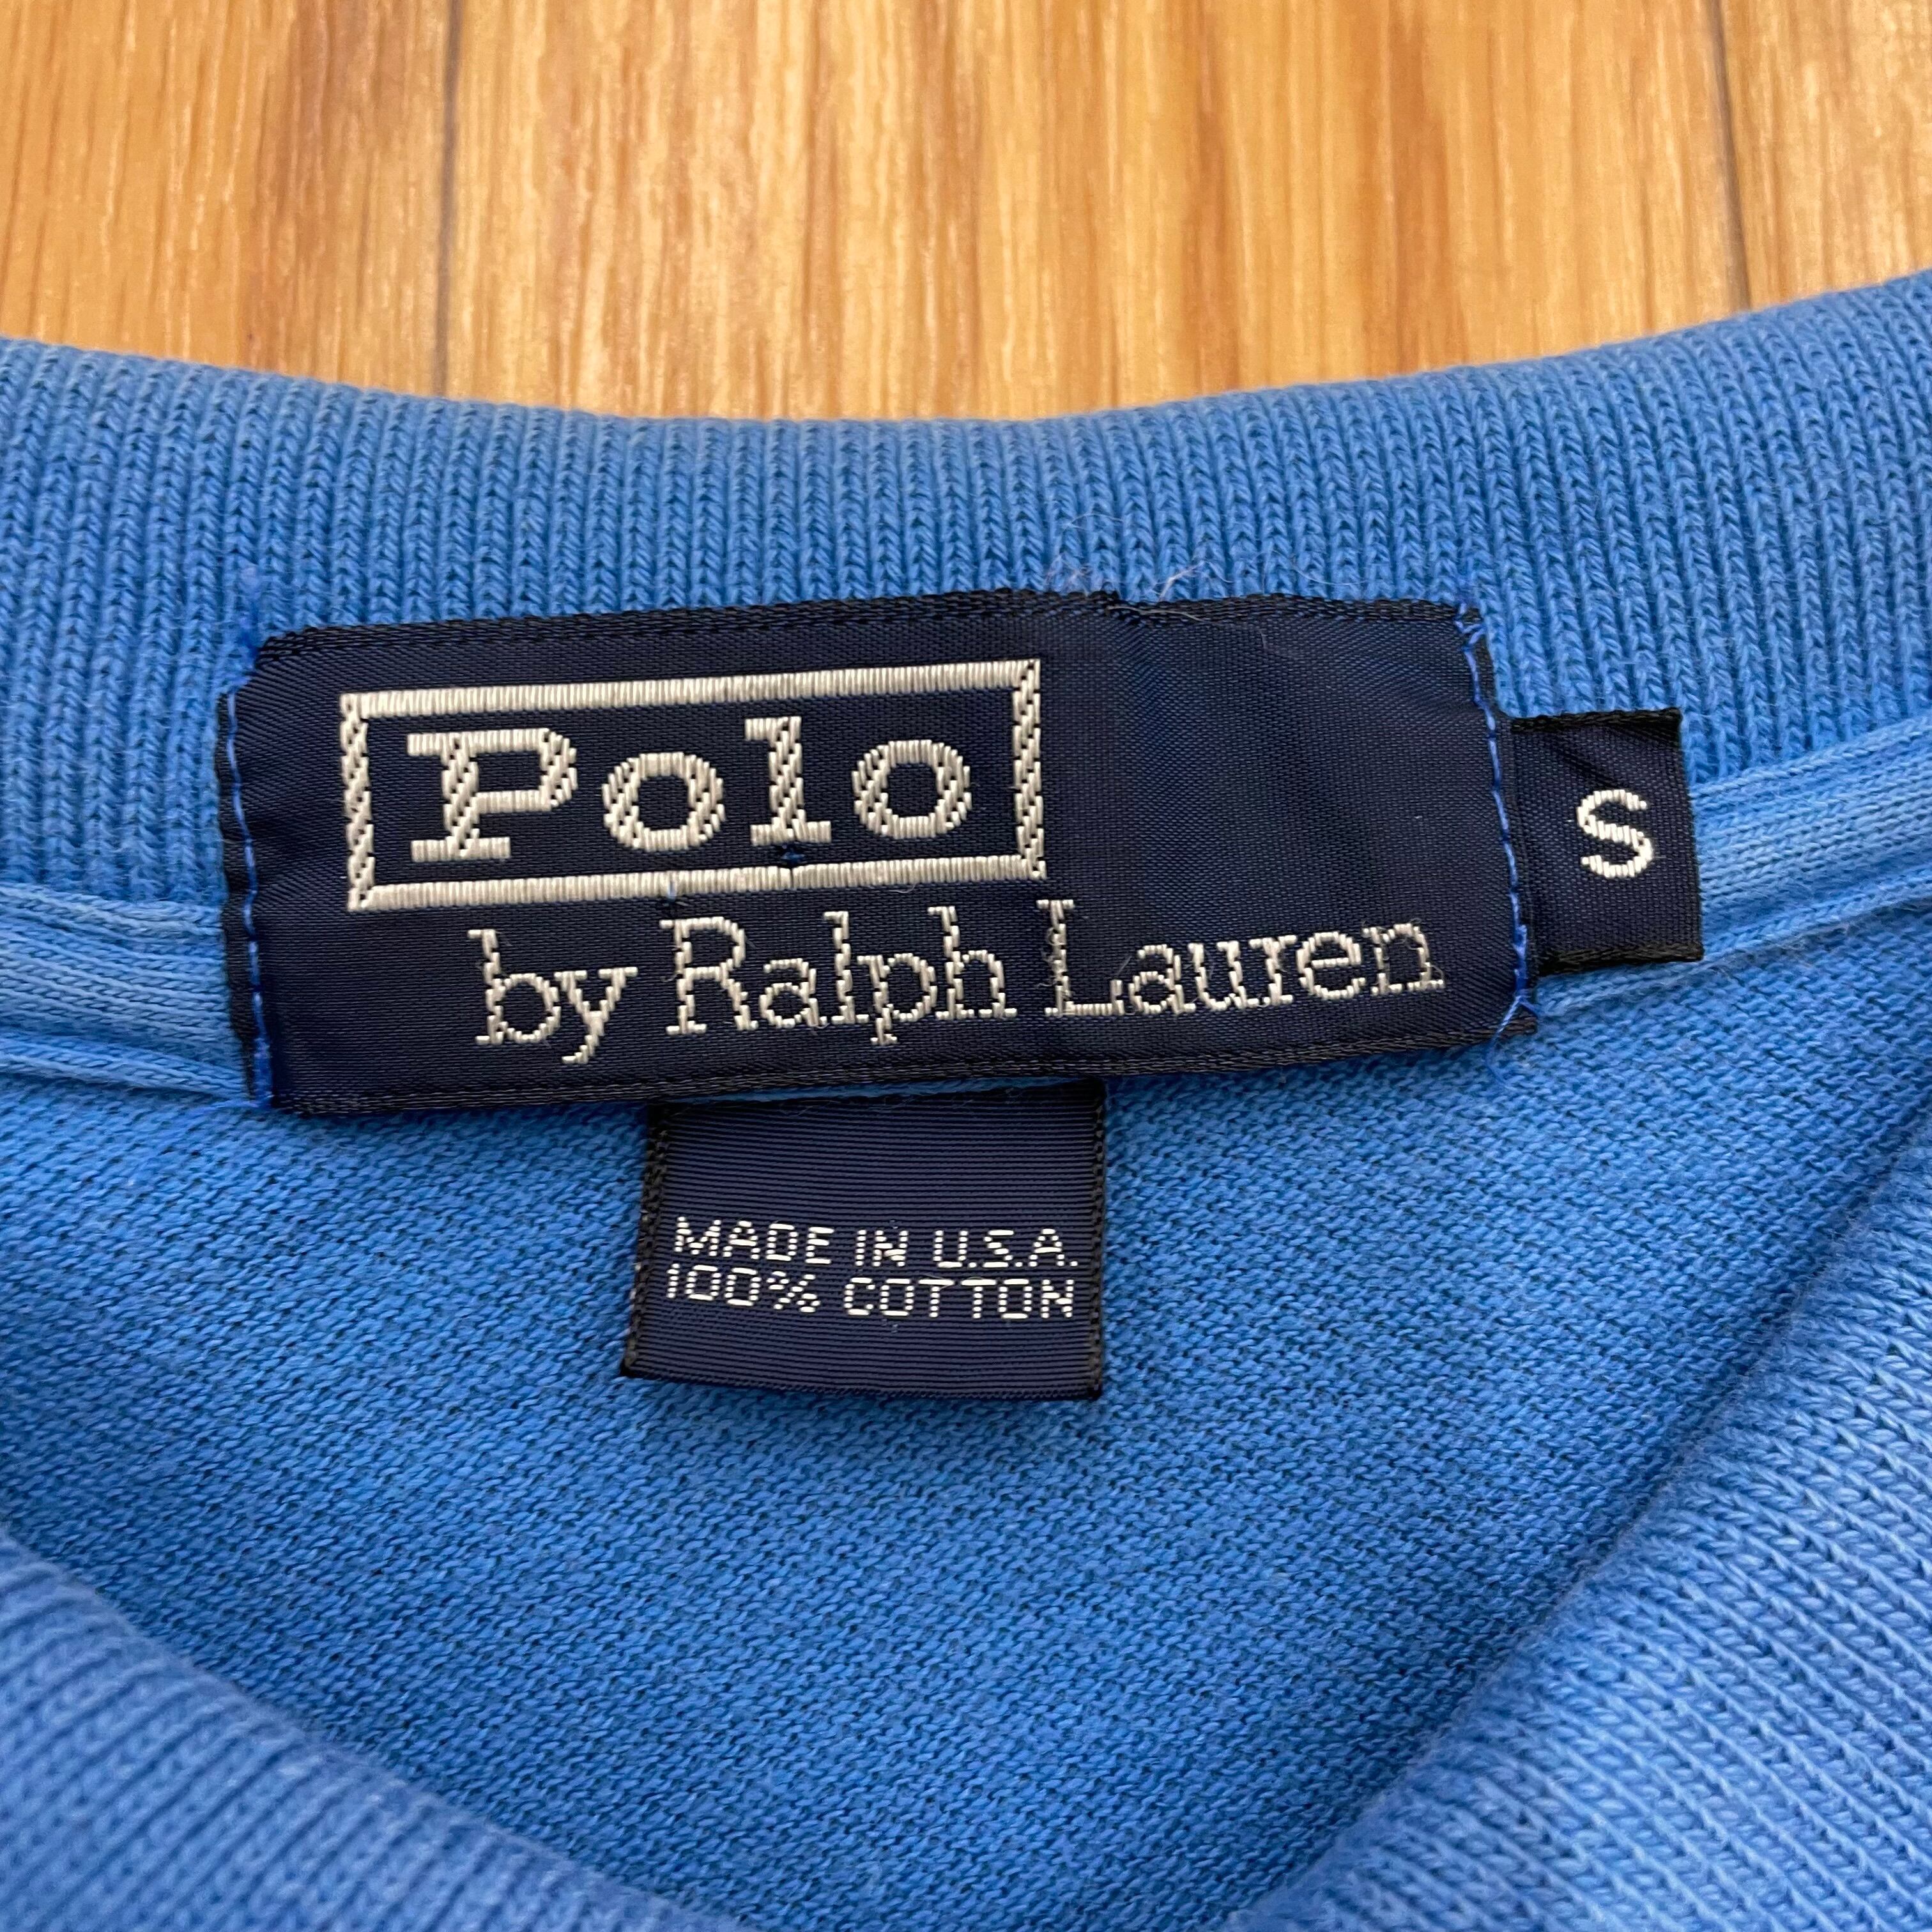 Polo
by Ralph Lauren
S
MADE IN U.S.A.
100% COTTON